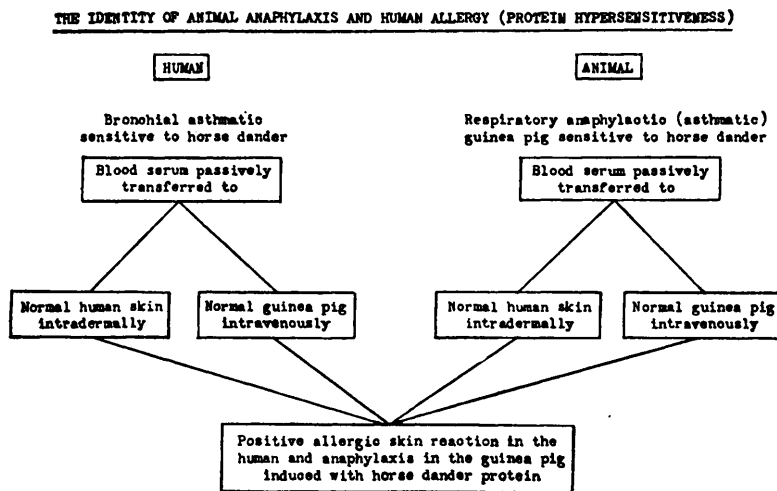 THE IDENTITY OF ANIMAL ANAPHYLAXIS AND HUMAN ALLERGY (PROTEIN HYPERSENSITIVENESS)
HUMAN
ANIMAL
Bronchial asthmatic
sensitive to horse dander
Respiratory anaphylactic (asthmatic)
guinea pig sensitive to horse dander
Blood serum passively
transferred to
Blood serum passively
transferred to
Normal human skin
intradermally
Normal guinea pig
intravenously
Normal human skin
intradermally
Normal guinea pig
intravenously
Positive allergic skin reaction in the
human and anaphylaxis in the guinea pig
induced with horse dander protein